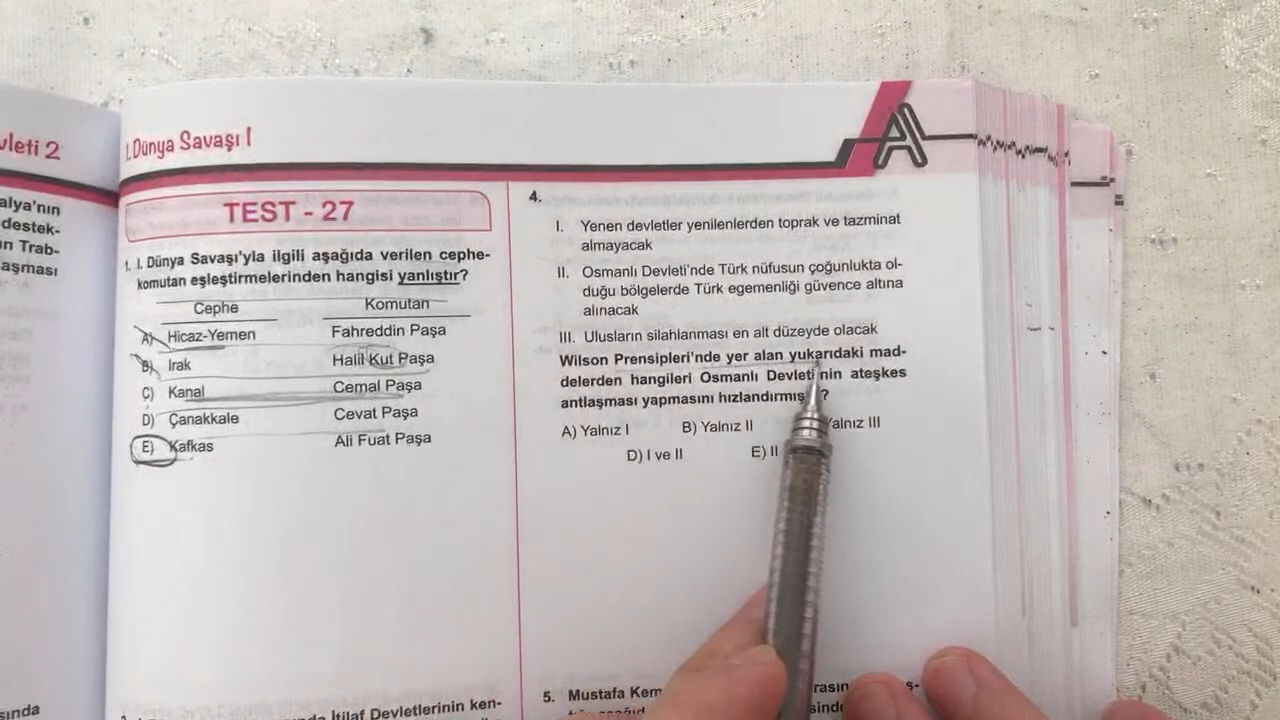 vleti 2
alya'nın
destek-
ın Trab-
aşması
sında
I. Dünya Savaşı I
TEST - 27
1. I. Dünya Savaşı'yla ilgili aşağıda verilen cephe-
komutan eşleştirmelerinden hangisi yanlıştır?
Cephe Komutan
A) Hicaz-Yemen Fahreddin Paşa
B) Irak Halil Kut Paşa
C) Kanal Cemal Paşa
D) Çanakkale Cevat Paşa
E) Kafkas Ali Fuat Paşa
İtilaf Devletlerinin ken-
4.
I. Yenen devletler yenilenlerden toprak ve tazminat
almayacak
II. Osmanlı Devleti'nde Türk nüfusun çoğunlukta ol-
duğu bölgelerde Türk egemenliği güvence altına
alınacak
III. Ulusların silahlanması en alt düzeyde olacak
Wilson Prensipleri'nde yer alan yukarıdaki mad-
delerden hangileri Osmanlı Devleti'nin ateşkes
antlaşması yapmasını hızlandırmış ?
A) Yalnız I B) Yalnız II Yalnız III
D) I ve II E) II
5. Mustafa Kem